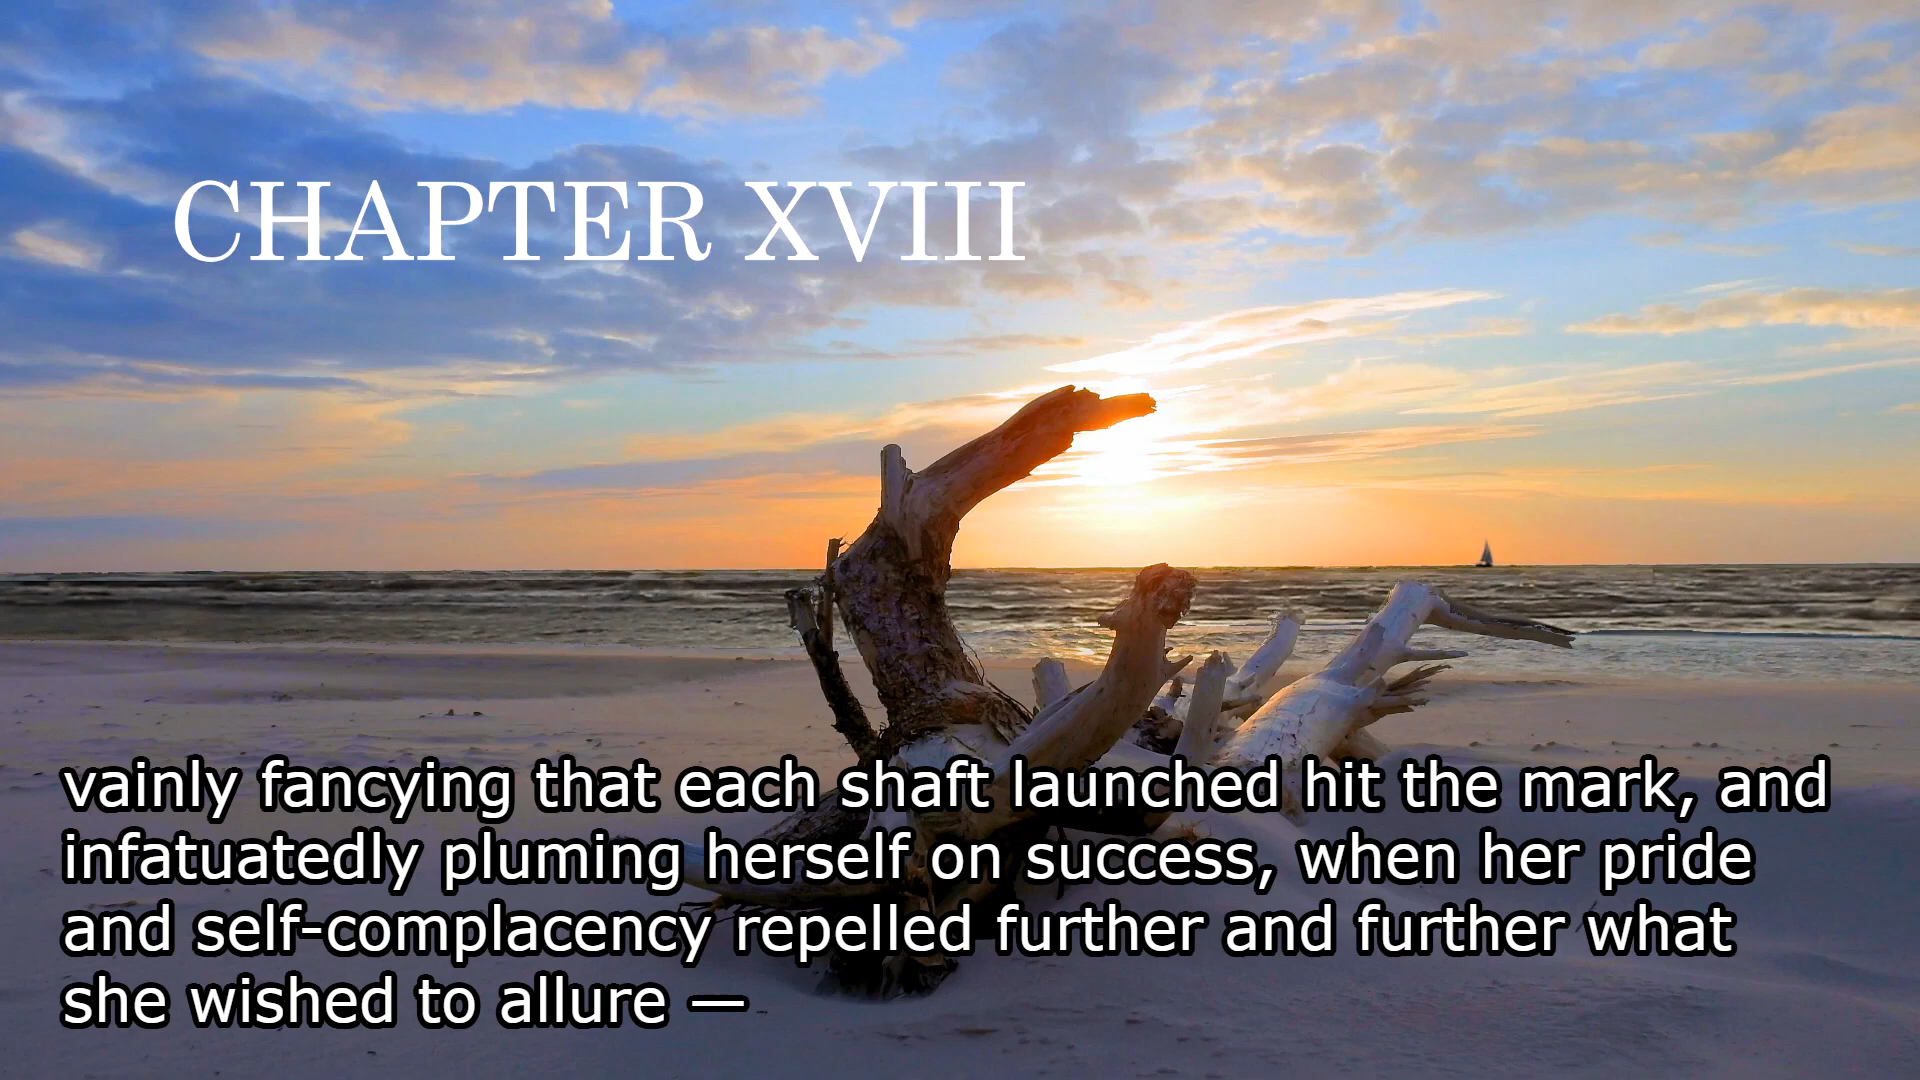 CHAPTER XVIII
vainly fancying that each shaft launched hit the mark, and
infatuatedly pluming herself on success, when her pride
and self-complacency repelled further and further what
she wished to allure —